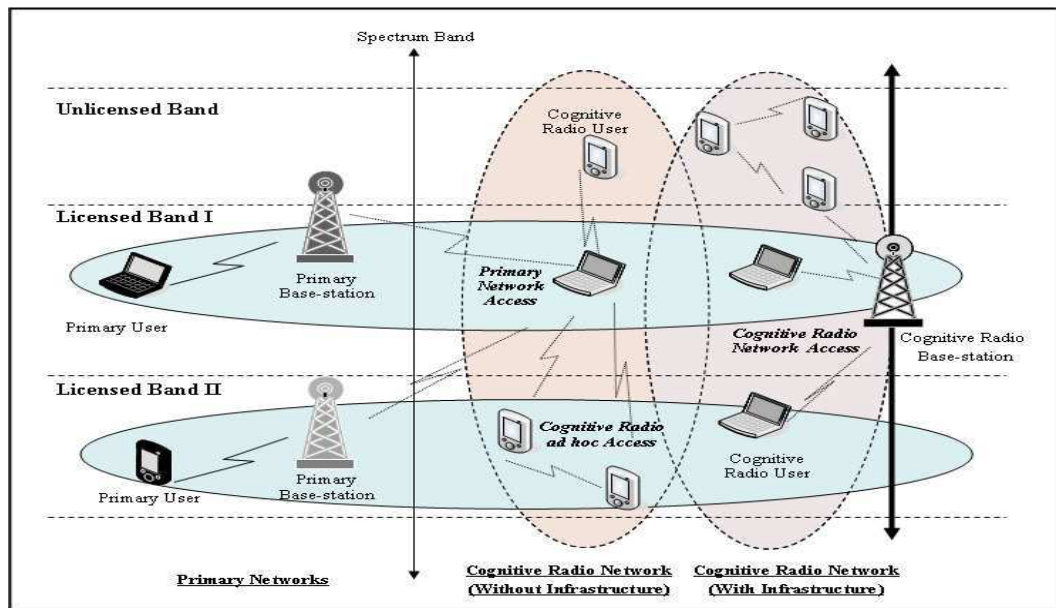 Spectrum Band
Unlicensed Band
Cognitive
Radio User
Licensed Band I
Primary
Base-station
Primary User
Primary
Network
Access
Cognitive Radio
Network Access
Cognitive Radio
Base-station
Licensed Band II
Cognitive Radio
ad hoc Access
Primary
Base-station
Primary User
Cognitive
Radio User
Primary Networks
Cognitive Radio Network
(Without Infrastructure)
Cognitive Radio Network
(With Infrastructure)